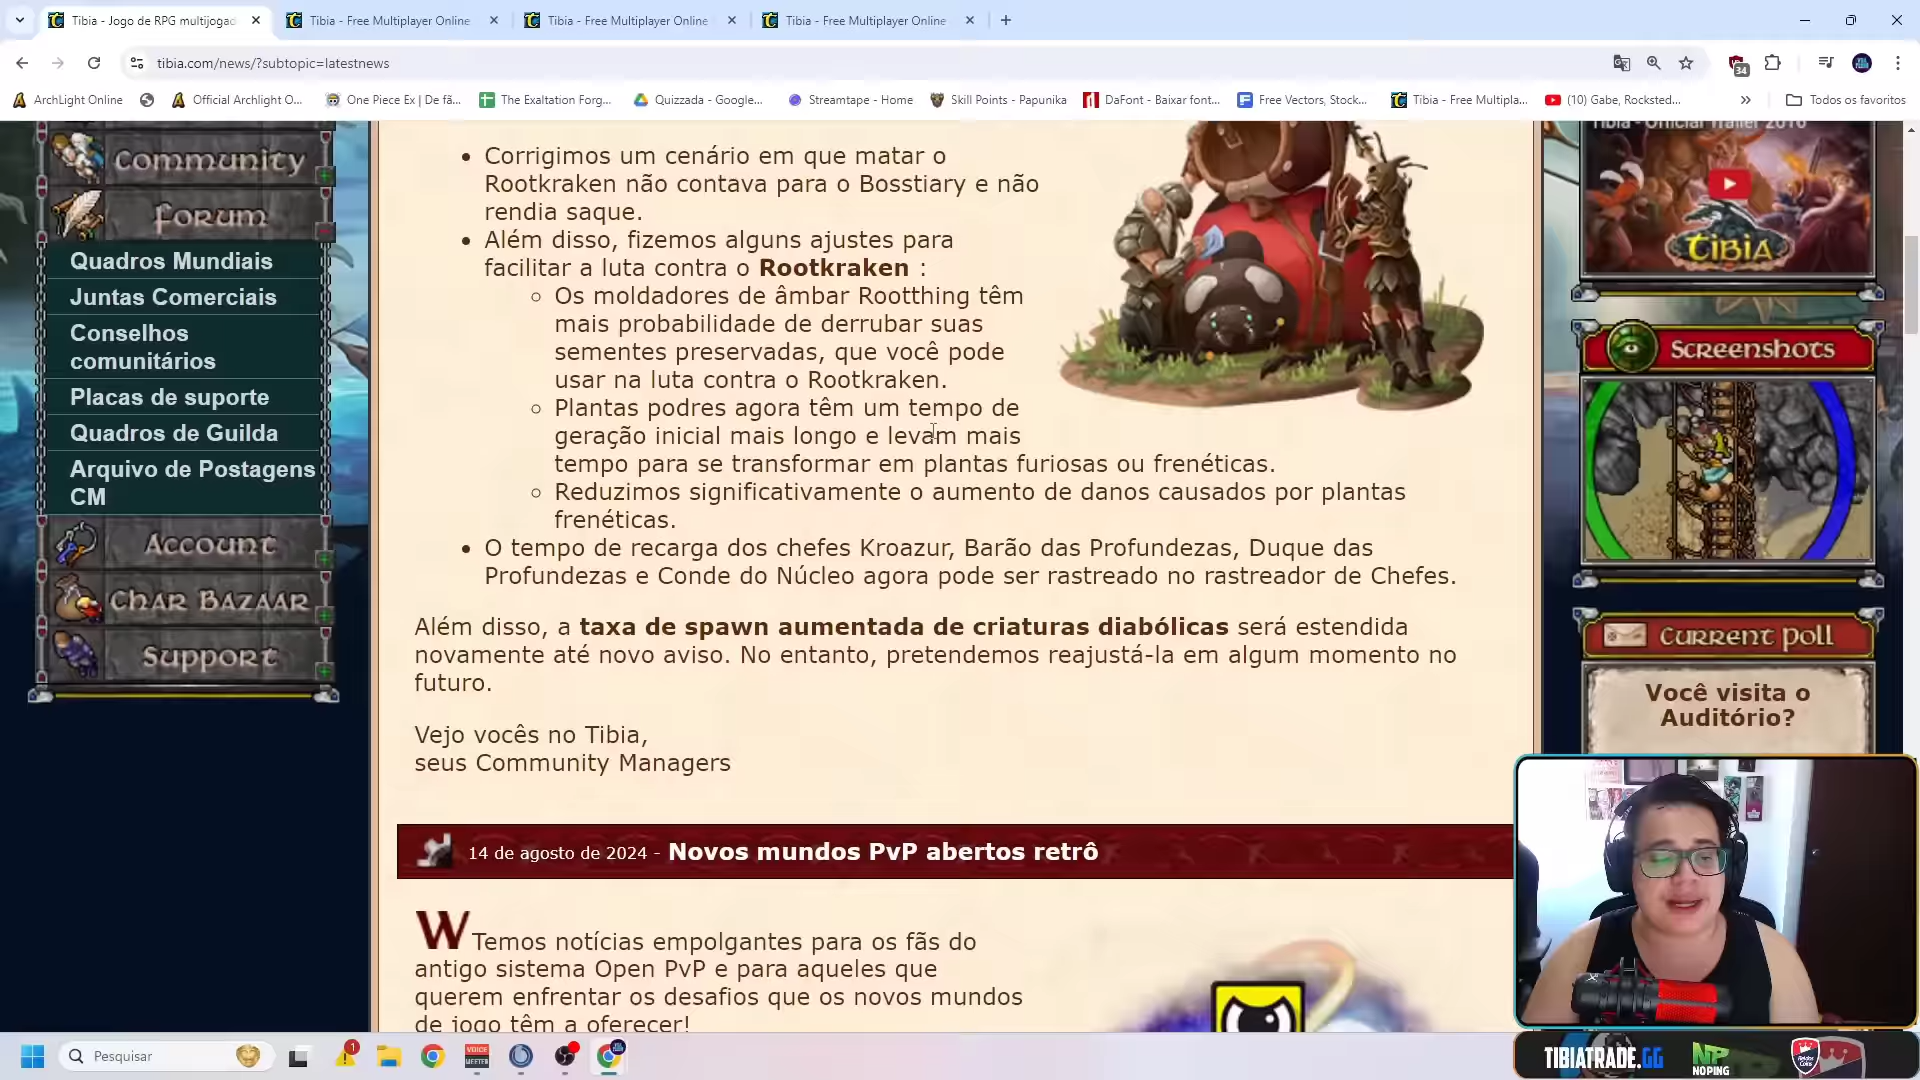 Tibia - Jogo de RPG multijogad
Tibia - Free Multiplayer Online
Tibia - Free Multiplayer Online
Tibia - Free Multiplayer Online
tibia.com/news/?subtopic=latestnews
34
ArchLight Online
Official Archlight O...
One Piece Ex | De fã...
The Exaltation Forg...
Quizzada - Google...
Streamtape - Home
Skill Points - Papunika
DaFont - Baixar font...
Free Vectors, Stock...
Tibia - Free Multipla...
(10) Gabe, Rocksted...
Todos os favoritos
Community
Forum
Quadros Mundiais
Juntas Comerciais
Conselhos
comunitários
Placas de suporte
Quadros de Guilda
Arquivo de Postagens
CM
Account
Char Bazaar
Support
Corrigimos um cenário em que matar o
Rootkraken não contava para o Bosstiary e não
rendia saque.
Além disso, fizemos alguns ajustes para
facilitar a luta contra o Rootkraken :
Os moldadores de âmbar Rootthing têm
mais probabilidade de derrubar suas
sementes preservadas, que você pode
usar na luta contra o Rootkraken.
Plantas podres agora têm um tempo de
geração inicial mais longo e levam mais
tempo para se transformar em plantas furiosas ou frenéticas.
Reduzimos significativamente o aumento de danos causados por plantas
frenéticas.
O tempo de recarga dos chefes Kroazur, Barão das Profundezas, Duque das
Profundezas e Conde do Núcleo agora pode ser rastreado no rastreador de Chefes.
Além disso, a taxa de spawn aumentada de criaturas diabólicas será estendida
novamente até novo aviso. No entanto, pretendemos reajustá-la em algum momento no
futuro.
Vejo vocês no Tibia,
seus Community Managers
14 de agosto de 2024 - Novos mundos PvP abertos retrô
W Temos notícias empolgantes para os fãs do
antigo sistema Open PvP e para aqueles que
querem enfrentar os desafios que os novos mundos
de jogo têm a oferecer!
Tibia - Official Trailer 2016
TIBIA
Screenshots
Current Poll
Você visita o
Auditório?
Pesquisar
1
VOICE
MEETER
TIBIATRADE.GG
NP
NOPING